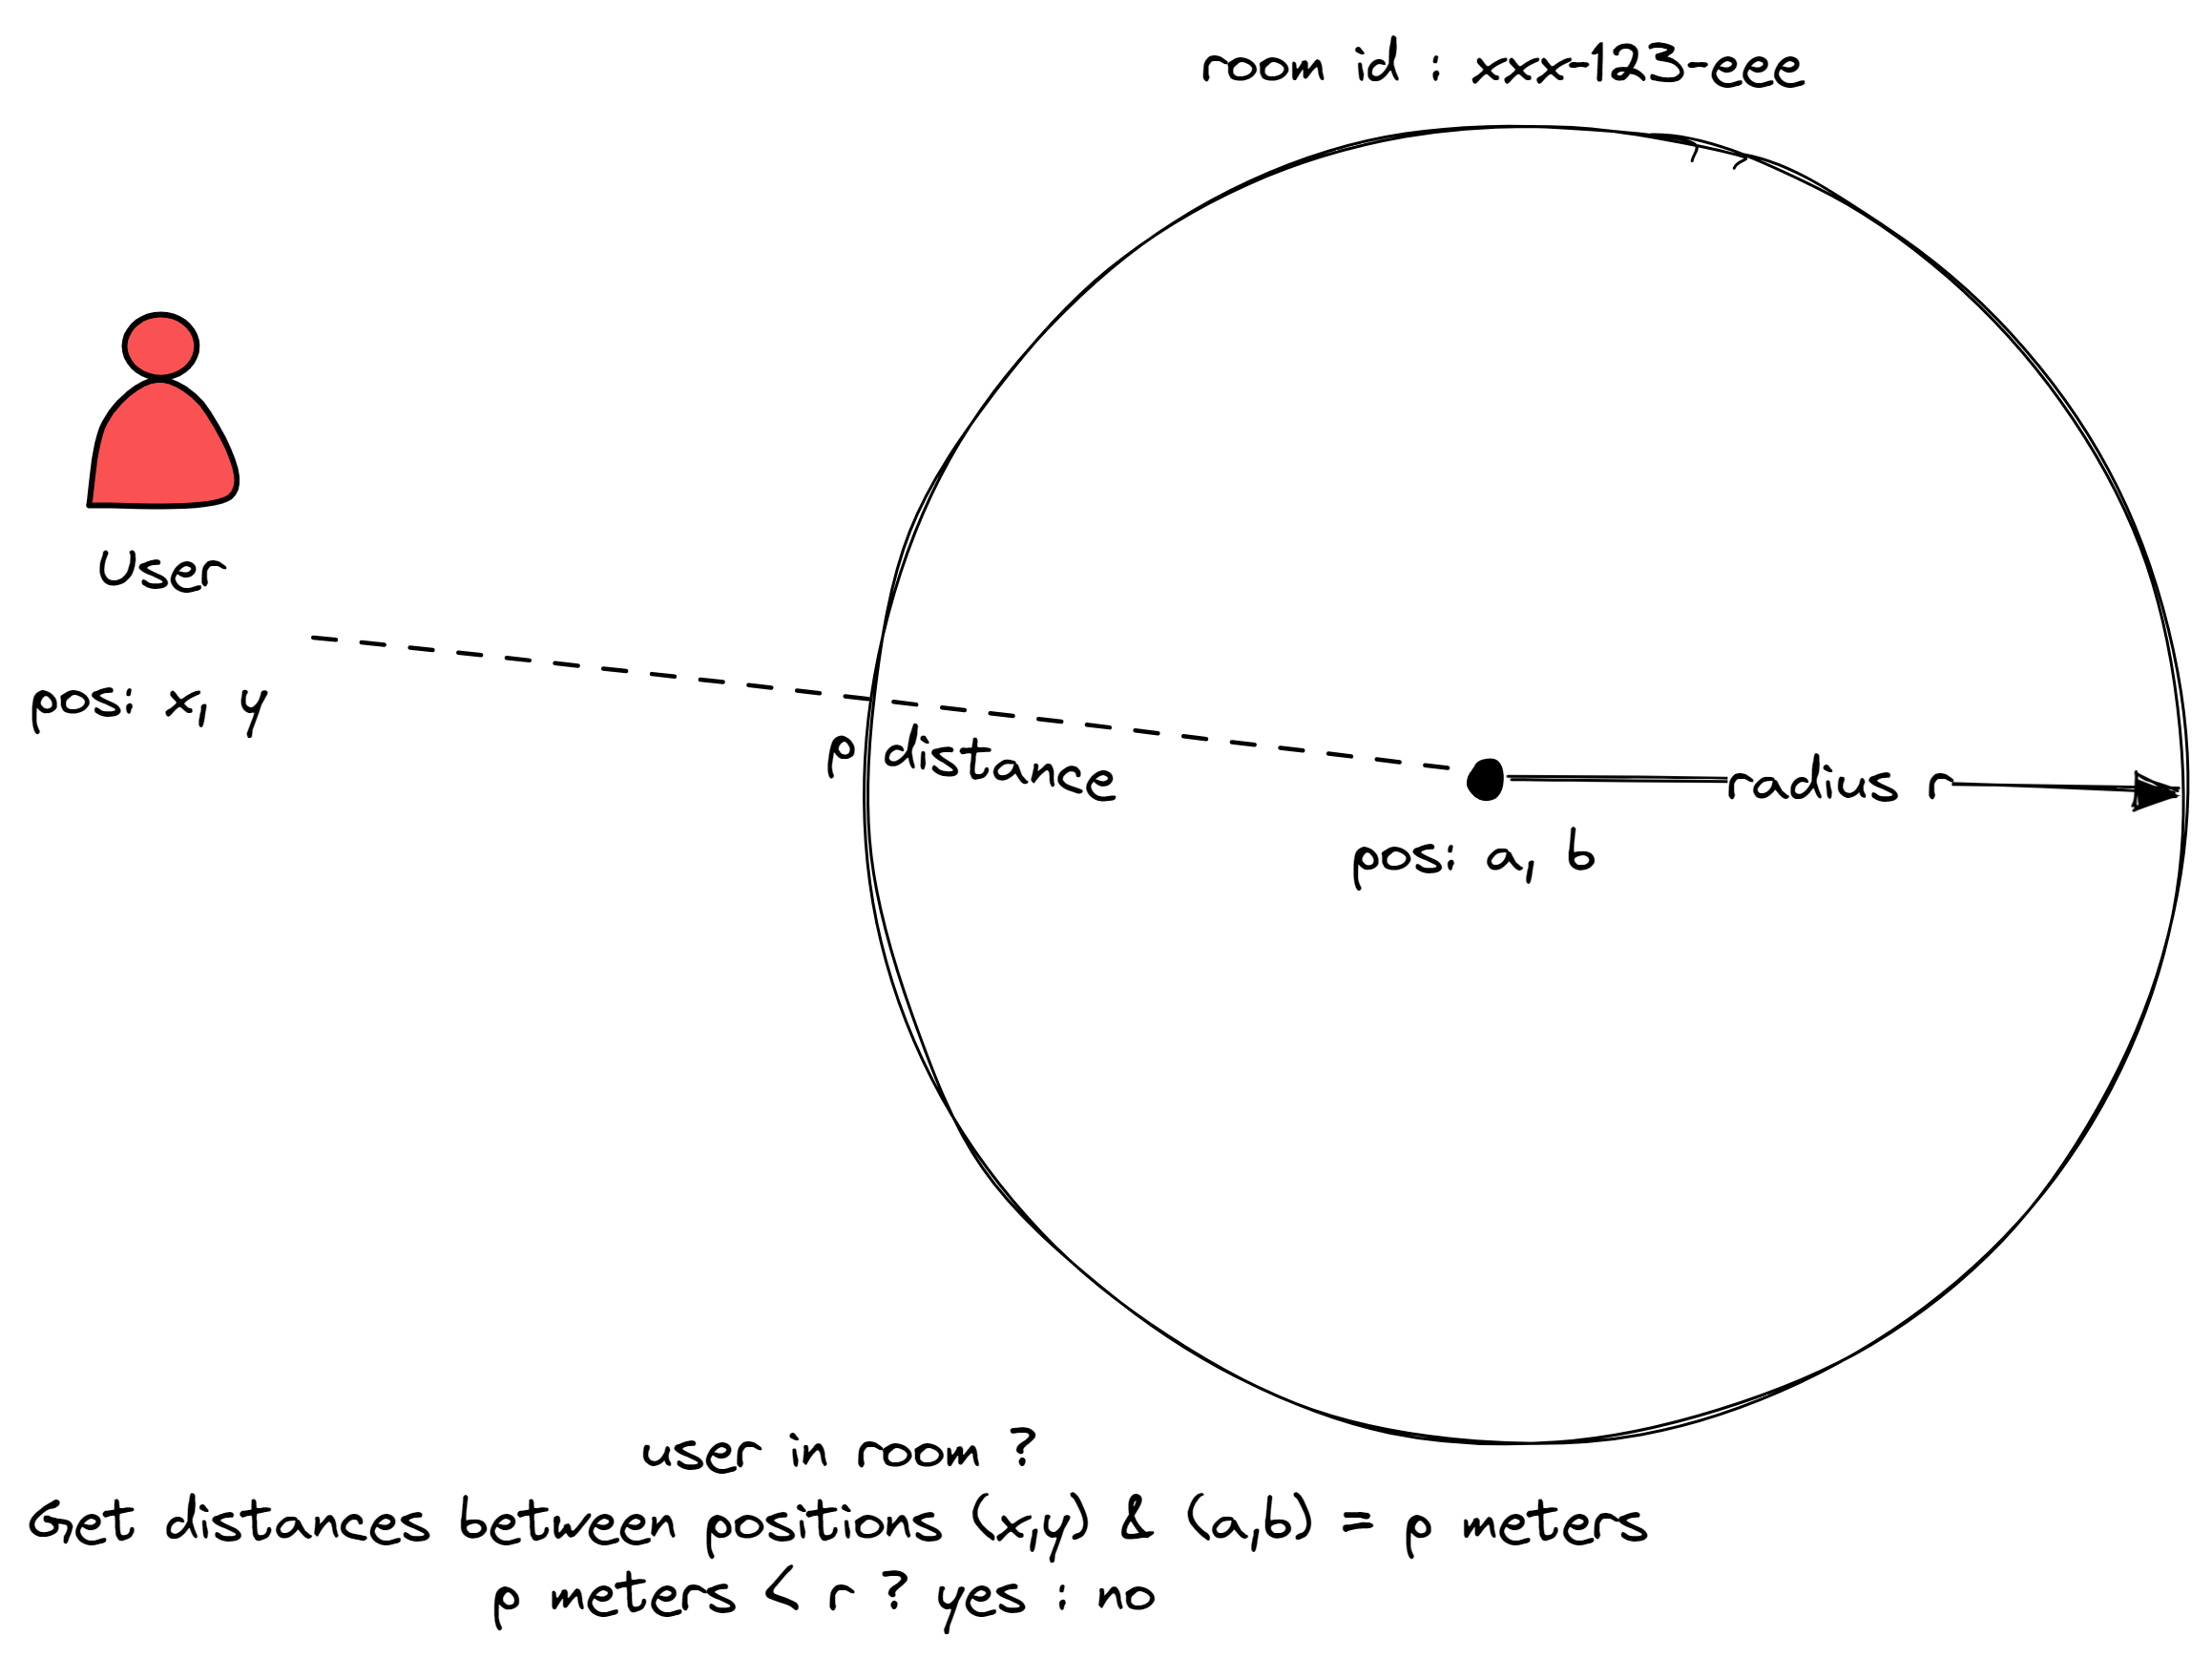 room id : xxx-123-eee
User
pos: x, y
p distance
radius r
pos: a, b
user in room ?
Get distances between positions (x,y) & (a,b) = p meters
p meters < r ? yes : no